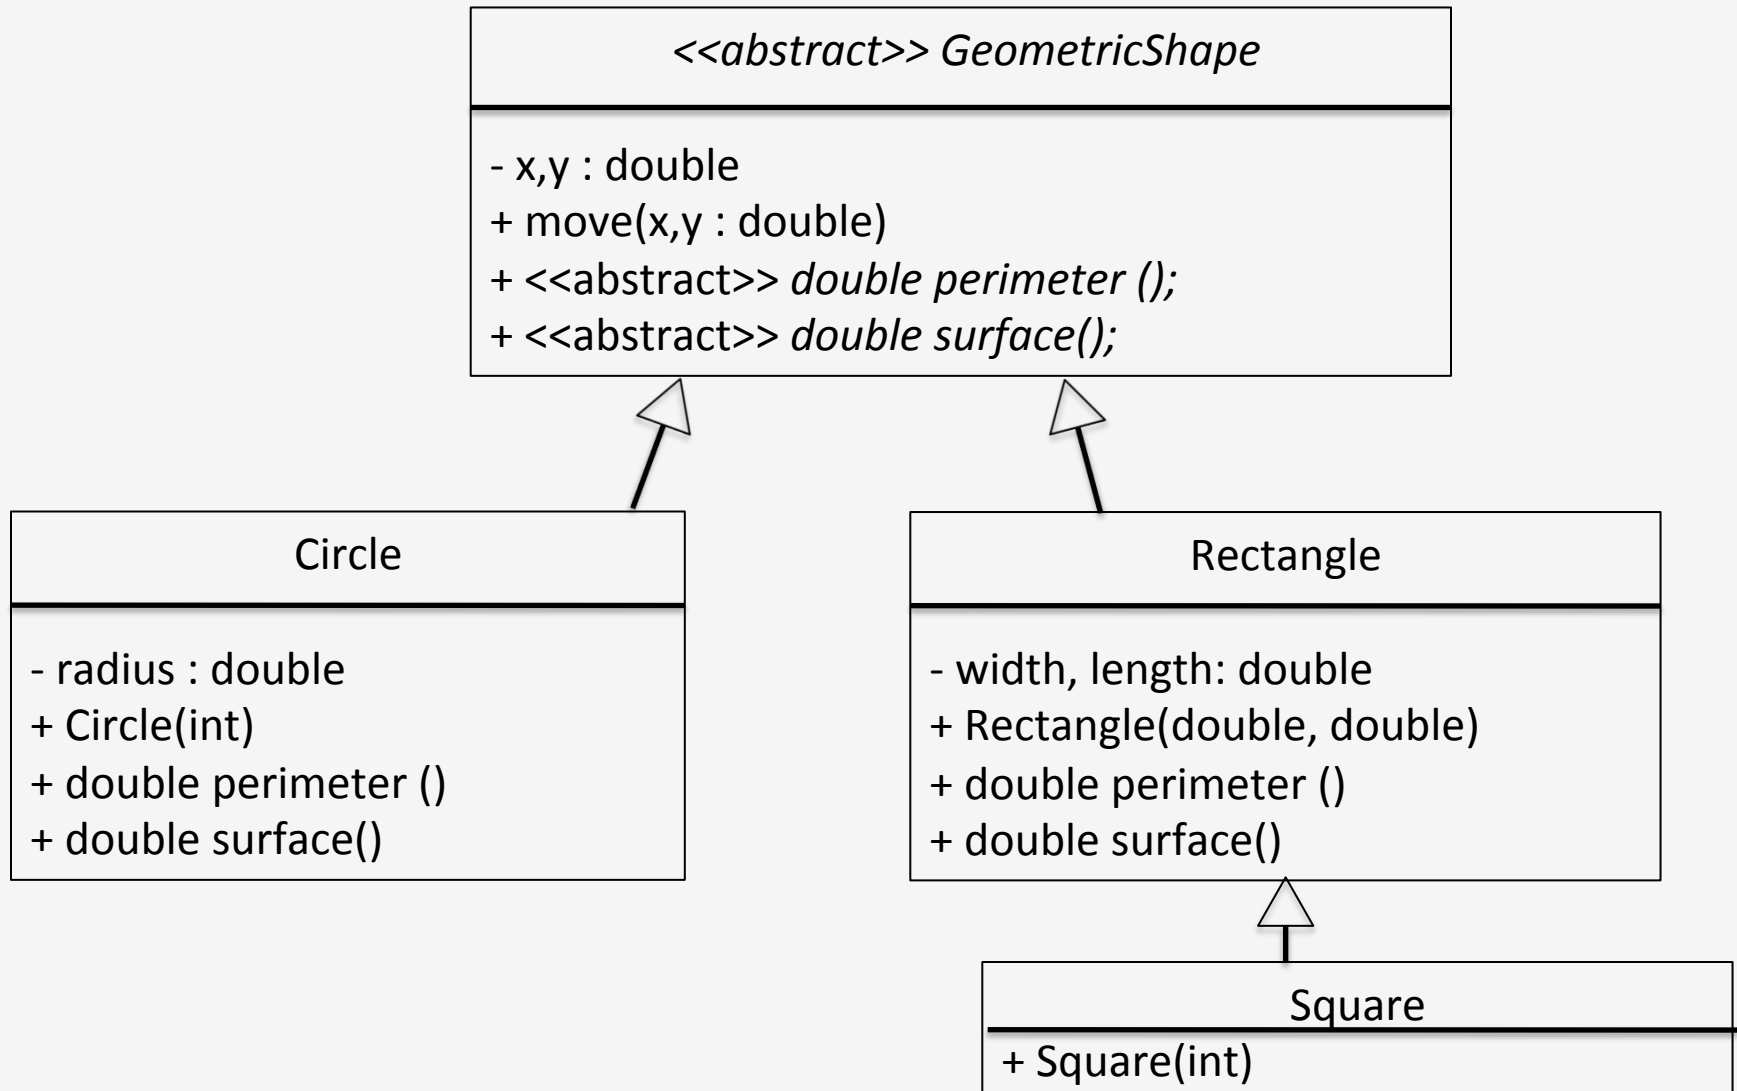 <<abstract>> GeometricShape
- x,y : double
+ move(x,y : double)
+ <<abstract>> double perimeter ();
+ <<abstract>> double surface();
Circle
- radius : double
+ Circle(int)
+ double perimeter ()
+ double surface()
Rectangle
- width, length: double
+ Rectangle(double, double)
+ double perimeter ()
+ double surface()
Square
+ Square(int)